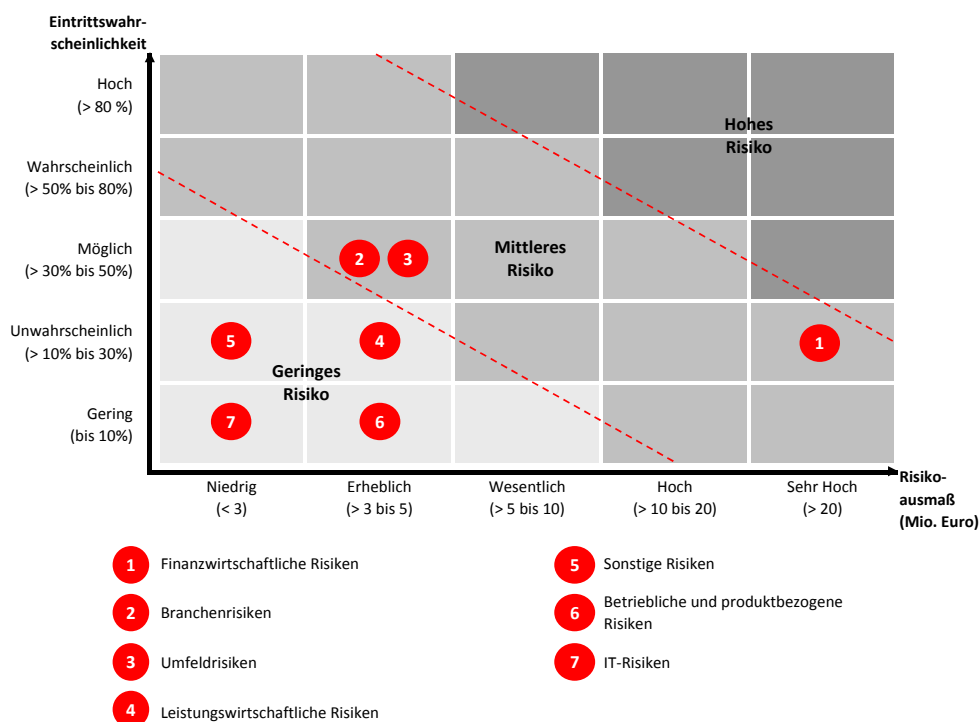 Eintrittswahr-
scheinlichkeit
Hoch
(> 80 %)
Hohes
Risiko
Wahrscheinlich
(> 50% bis 80%)
Möglich
(> 30% bis 50%)
2
3
Mittleres
Risiko
Unwahrscheinlich
(> 10% bis 30%)
5
4
1
Geringes
Risiko
Gering
(bis 10%)
7
6
Niedrig
(< 3)
Erheblich
(> 3 bis 5)
Wesentlich
(> 5 bis 10)
Hoch
(> 10 bis 20)
Sehr Hoch
(> 20)
Risiko-
ausmaß
(Mio. Euro)
1 Finanzwirtschaftliche Risiken
2 Branchenrisiken
3 Umfeldrisiken
4 Leistungswirtschaftliche Risiken
5 Sonstige Risiken
6 Betriebliche und produktbezogene
Risiken
7 IT-Risiken